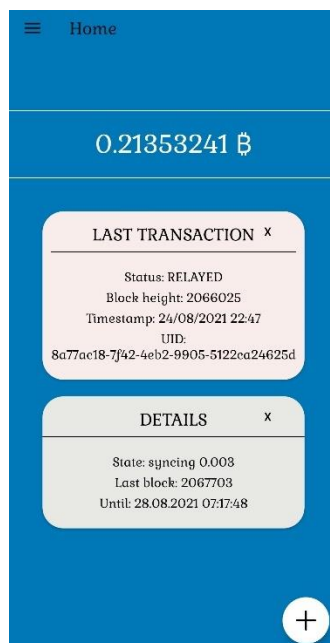 Home
0.21353241 ₿
LAST TRANSACTION x
Status: RELAYED
Block height: 2066025
Timestamp: 24/08/2021 22:47
UID:
8a77ac18-7f42-4eb2-9905-5122ca24625d
DETAILS x
State: syncing 0.003
Last block: 2067703
Until: 28.08.2021 07:17:48
+